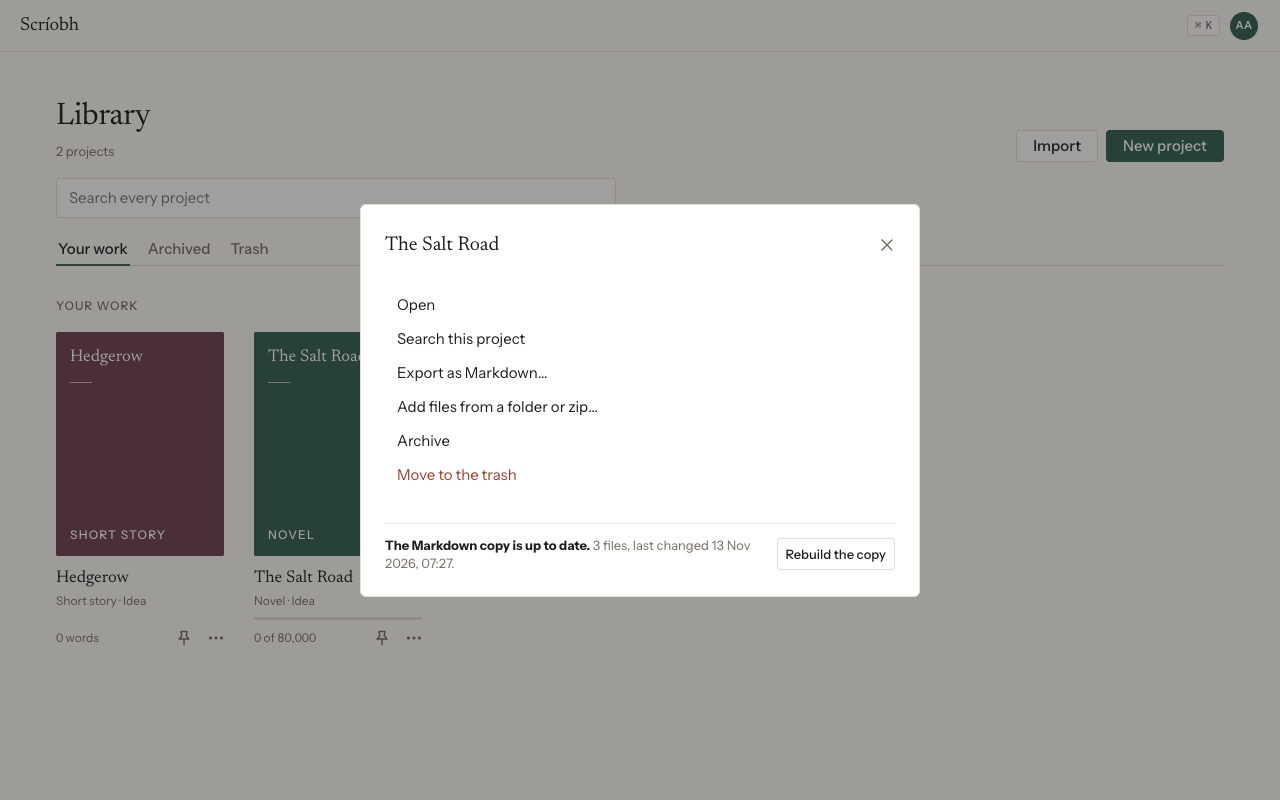 Scríobh
⌘ K
AA
Library
2 projects
Import
New project
Search every project
Your work
Archived
Trash
YOUR WORK
Hedgerow
SHORT STORY
Hedgerow
Short story · Idea
0 words
The Salt Road
NOVEL
The Salt Road
Novel · Idea
0 of 80,000
The Salt Road
Open
Search this project
Export as Markdown...
Add files from a folder or zip...
Archive
Move to the trash
The Markdown copy is up to date. 3 files, last changed 13 Nov
2026, 07:27.
Rebuild the copy